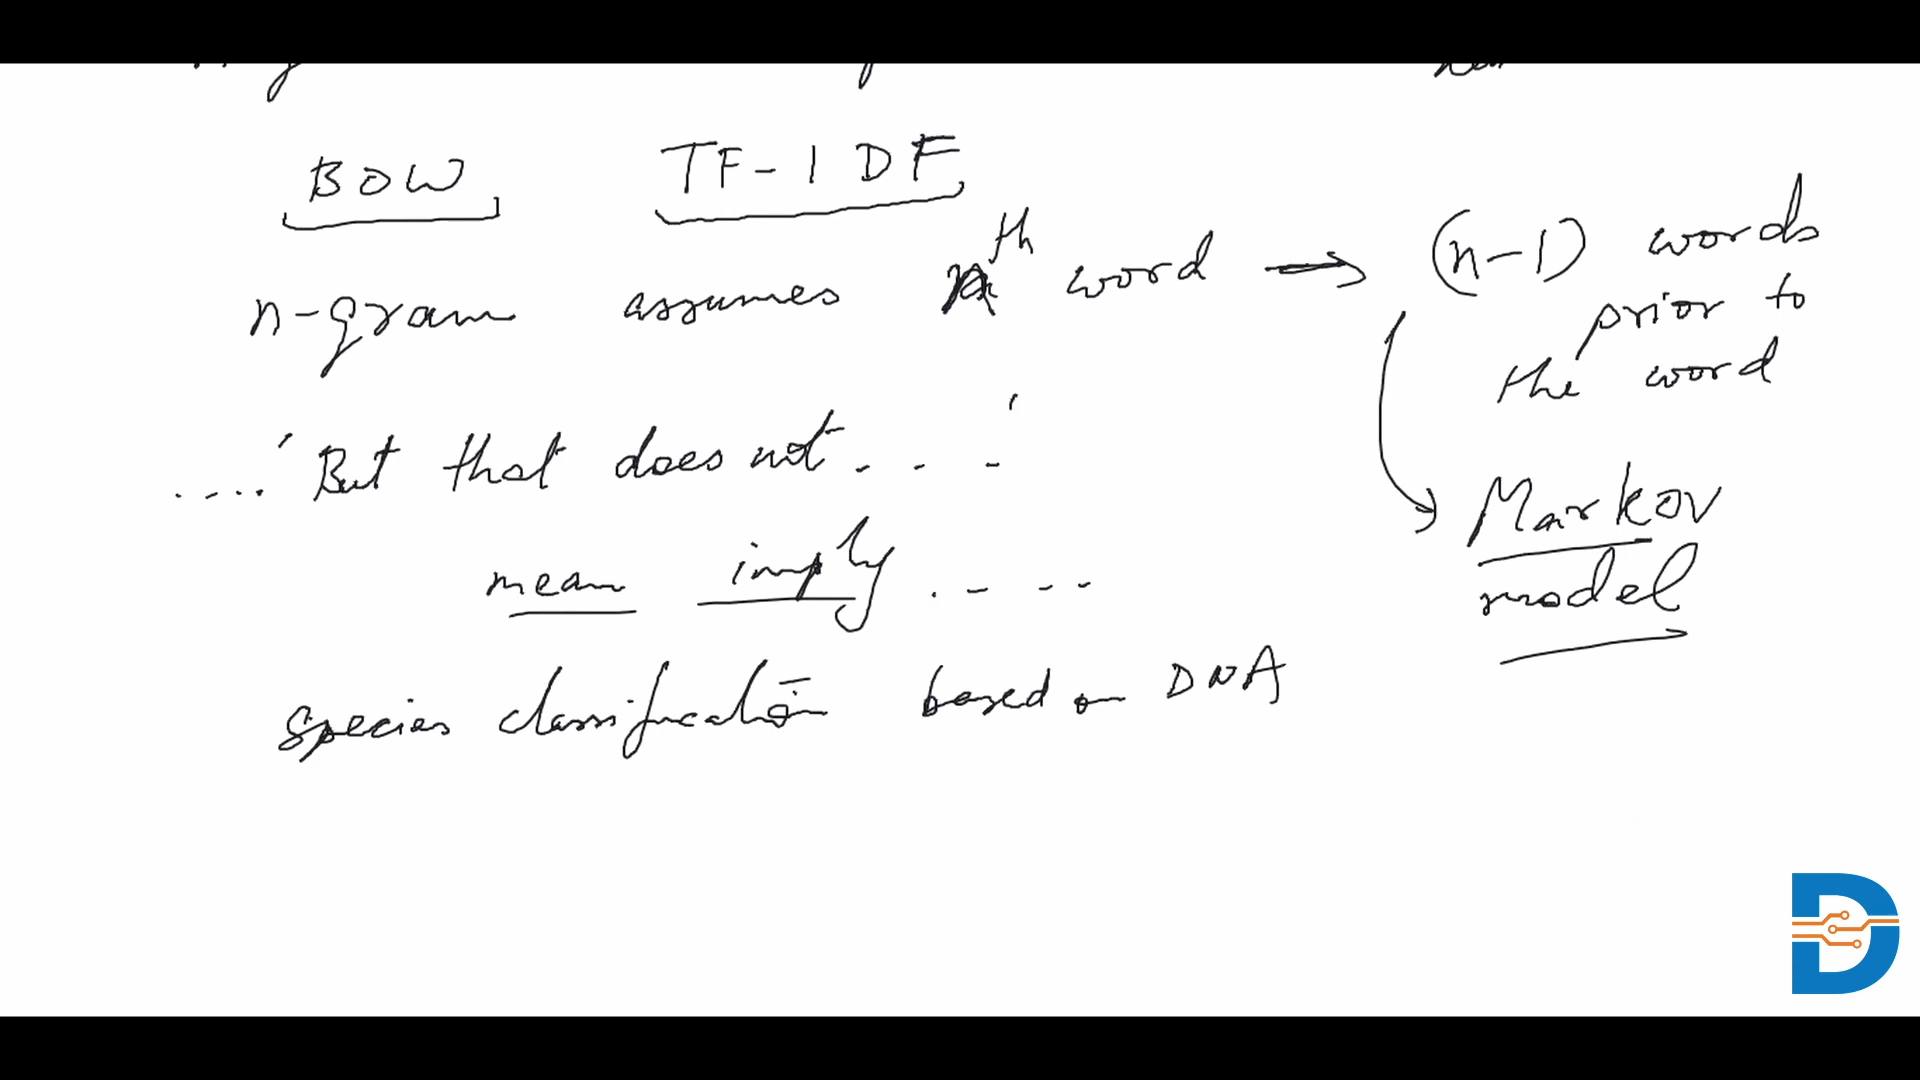 BOW TF-IDF
n-gram assumes nth word → (n-1) words
prior to
the word
.... 'But that does not . . . '
Markov
mean imply . . . .
model
species classification based on DNA